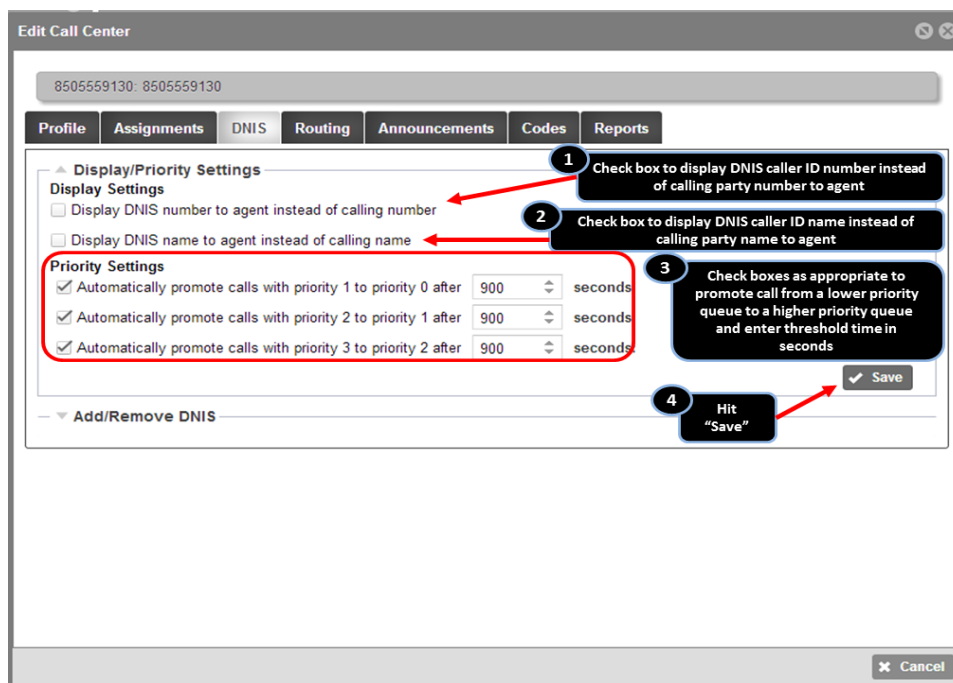 Edit Call Center
8505559130: 8505559130
Profile Assignments DNIS Routing Announcements Codes Reports
Display/Priority Settings
Display Settings
Display DNIS number to agent instead of calling number
Display DNIS name to agent instead of calling name
1
Check box to display DNIS caller ID number instead
of calling party number to agent
2
Check box to display DNIS caller ID name instead of
calling party name to agent
Priority Settings
Automatically promote calls with priority 1 to priority 0 after 900 seconds
Automatically promote calls with priority 2 to priority 1 after 900 seconds
Automatically promote calls with priority 3 to priority 2 after 900 seconds.
3
Check boxes as appropriate to
promote call from a lower priority
queue to a higher priority queue
and enter threshold time in
seconds
Save
4
Hit
“Save”
Add/Remove DNIS
Cancel